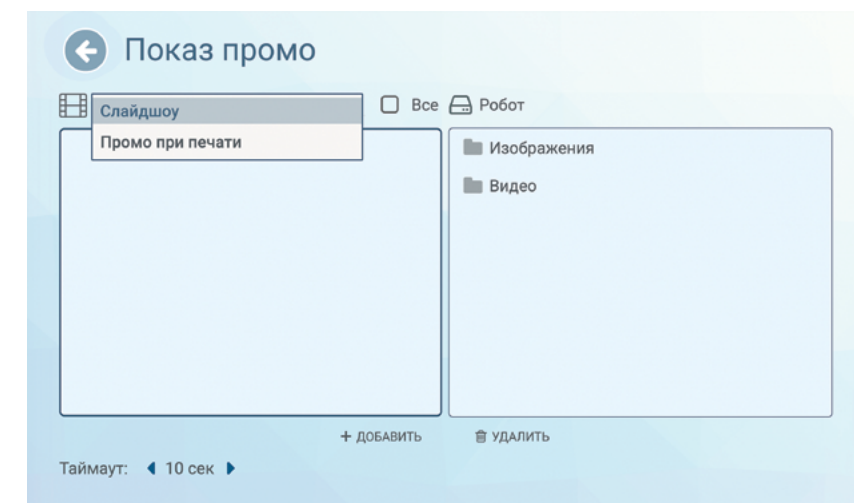 Показ промо
Слайдшоу
Все
Робот
Промо при печати
Изображения
Видео
+ ДОБАВИТЬ
УДАЛИТЬ
Таймаут: 10 сек